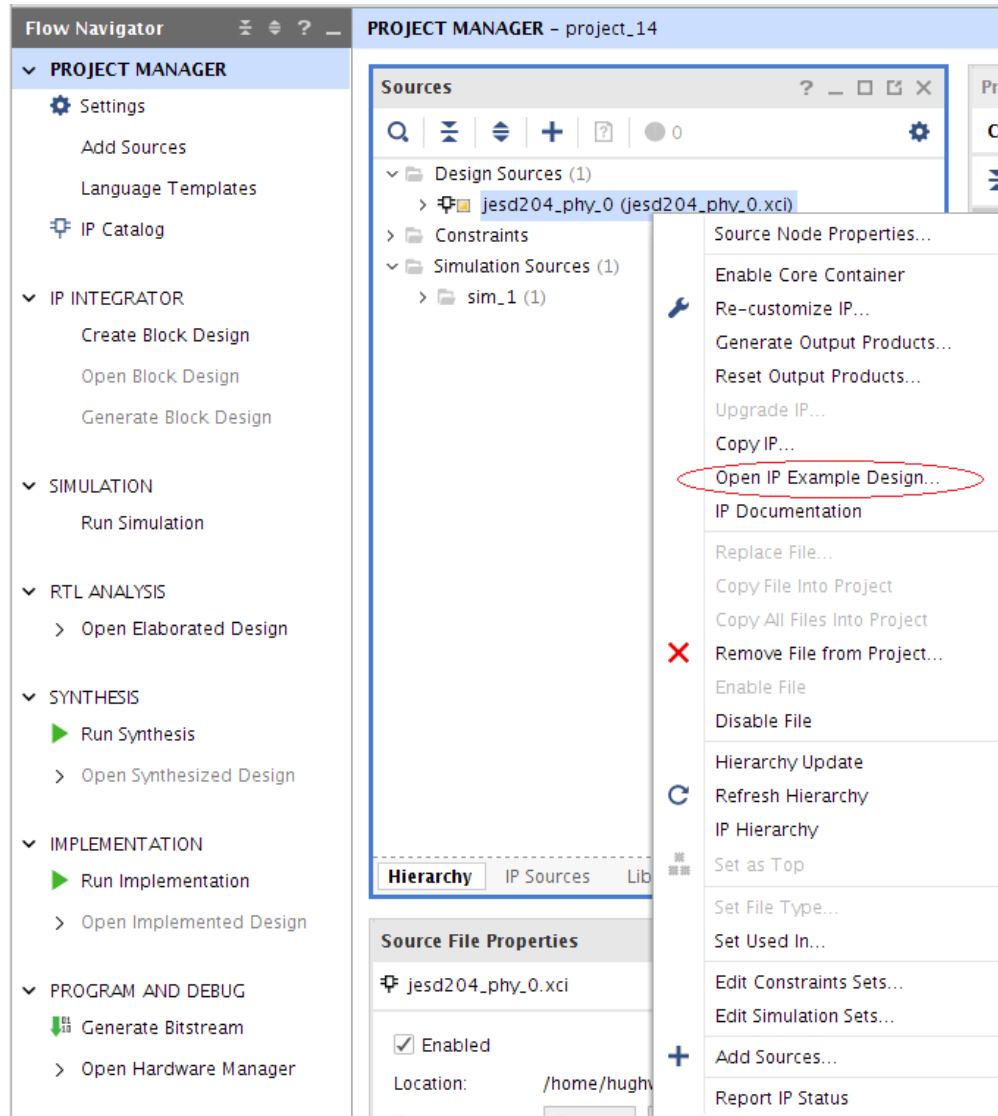 Flow Navigator
PROJECT MANAGER
Settings
Add Sources
Language Templates
IP Catalog
IP INTEGRATOR
Create Block Design
Open Block Design
Generate Block Design
SIMULATION
Run Simulation
RTL ANALYSIS
Open Elaborated Design
SYNTHESIS
Run Synthesis
Open Synthesized Design
IMPLEMENTATION
Run Implementation
Open Implemented Design
PROGRAM AND DEBUG
Generate Bitstream
Open Hardware Manager
PROJECT MANAGER - project_14
Sources
0
Design Sources (1)
jesd204_phy_0 (jesd204_phy_0.xci)
Constraints
Simulation Sources (1)
sim_1 (1)
Hierarchy IP Sources Lib
Source File Properties
jesd204_phy_0.xci
Enabled
Location: /home/hugh
Source Node Properties...
Enable Core Container
Re-customize IP...
Generate Output Products...
Reset Output Products...
Upgrade IP...
Copy IP...
Open IP Example Design...
IP Documentation
Replace File...
Copy File Into Project
Copy All Files Into Project
Remove File from Project...
Enable File
Disable File
Hierarchy Update
Refresh Hierarchy
IP Hierarchy
Set as Top
Set File Type...
Set Used In...
Edit Constraints Sets...
Edit Simulation Sets...
Add Sources...
Report IP Status
Pr
C